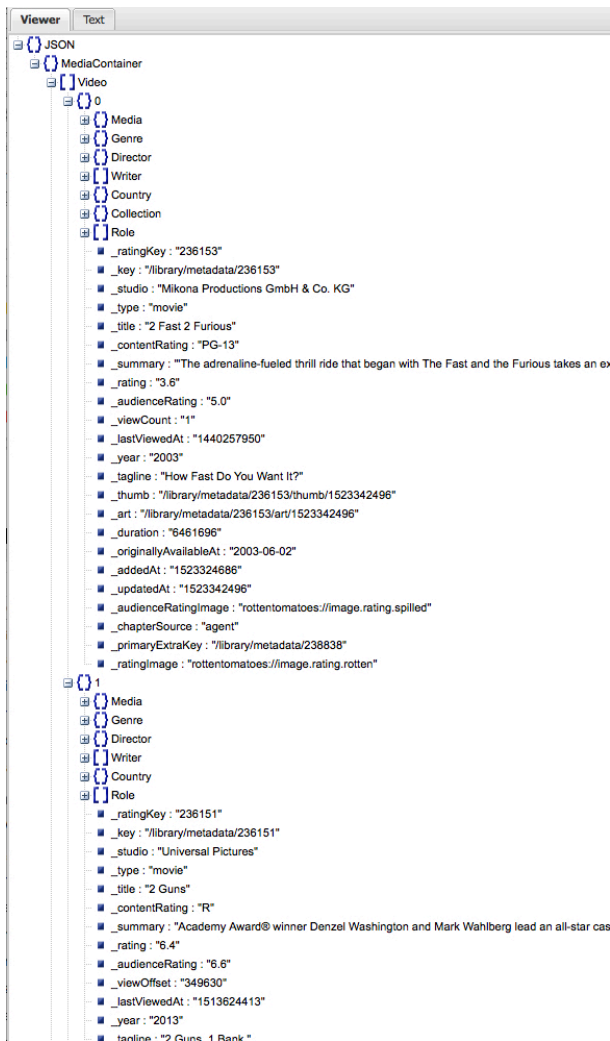 Viewer Text
{} JSON
{} MediaContainer
[] Video
{} 0
{} Media
{} Genre
{} Director
[] Writer
{} Country
{} Collection
[] Role
_ratingKey : "236153"
_key : "/library/metadata/236153"
_studio : "Mikona Productions GmbH & Co. KG"
_type : "movie"
_title : "2 Fast 2 Furious"
_contentRating : "PG-13"
_summary : "'The adrenaline-fueled thrill ride that began with The Fast and the Furious takes an ex
_rating : "3.6"
_audienceRating : "5.0"
_viewCount : "1"
_lastViewedAt : "1440257950"
_year : "2003"
_tagline : "How Fast Do You Want It?"
_thumb : "/library/metadata/236153/thumb/1523342496"
_art : "/library/metadata/236153/art/1523342496"
_duration : "6461696"
_originallyAvailableAt : "2003-06-02"
_addedAt : "1523324686"
_updatedAt : "1523342496"
_audienceRatingImage : "rottentomatoes://image.rating.spilled"
_chapterSource : "agent"
_primaryExtraKey : "/library/metadata/238838"
_ratingImage : "rottentomatoes://image.rating.rotten"
{} 1
{} Media
{} Genre
{} Director
[] Writer
{} Country
[] Role
_ratingKey : "236151"
_key : "/library/metadata/236151"
_studio : "Universal Pictures"
_type : "movie"
_title : "2 Guns"
_contentRating : "R"
_summary : "Academy Award® winner Denzel Washington and Mark Wahlberg lead an all-star cas
_rating : "6.4"
_audienceRating : "6.6"
_viewOffset : "349630"
_lastViewedAt : "1513624413"
_year : "2013"
_tagline : "2 Guns, 1 Bank."